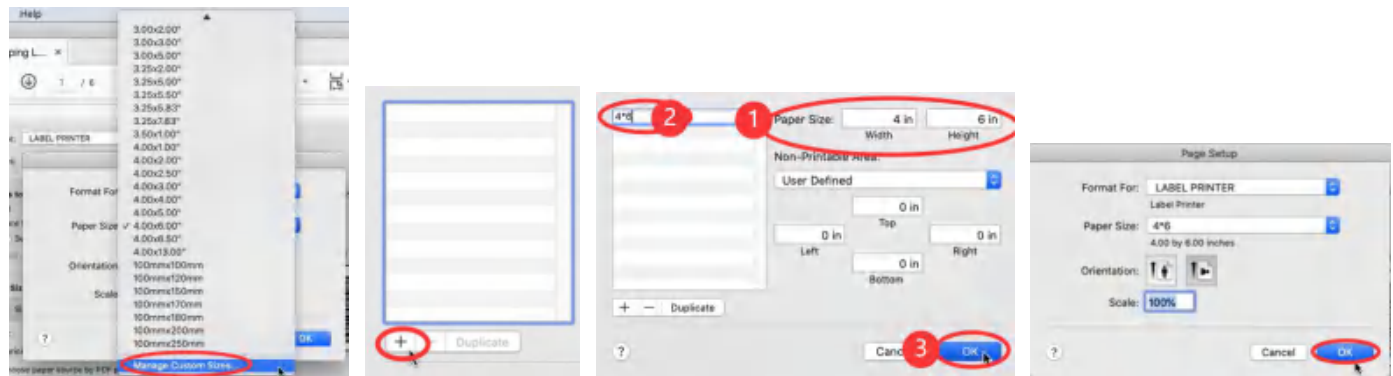 Help
3.00x2.00"
3.00x3.00"
3.00x5.00"
3.25x2.00"
3.25x5.00"
3.25x5.50"
3.25x5.83"
3.25x7.83"
3.50x1.00"
4.00x1.00"
4.00x2.00"
4.00x2.50"
4.00x3.00"
4.00x4.00"
4.00x5.00"
✓ 4.00x6.00"
4.00x6.50"
4.00x13.00"
100mmx100mm
100mmx120mm
100mmx150mm
100mmx170mm
100mmx180mm
100mmx200mm
100mmx250mm
Manage Custom Sizes...
ping L... ×
1 / 6
LABEL PRINTER
Format For
Paper Size
Orientation
Scale
?
OK
+ − Duplicate
4*6
2
1
Paper Size: 4 in 6 in
Width Height
Non-Printable Area:
User Defined
0 in
Top
0 in 0 in
Left Right
0 in
Bottom
+ − Duplicate
?
3
OK
Page Setup
Format For: LABEL PRINTER
Label Printer
Paper Size: 4*6
4.00 by 6.00 inches
Orientation:
Scale: 100%
?
Cancel OK